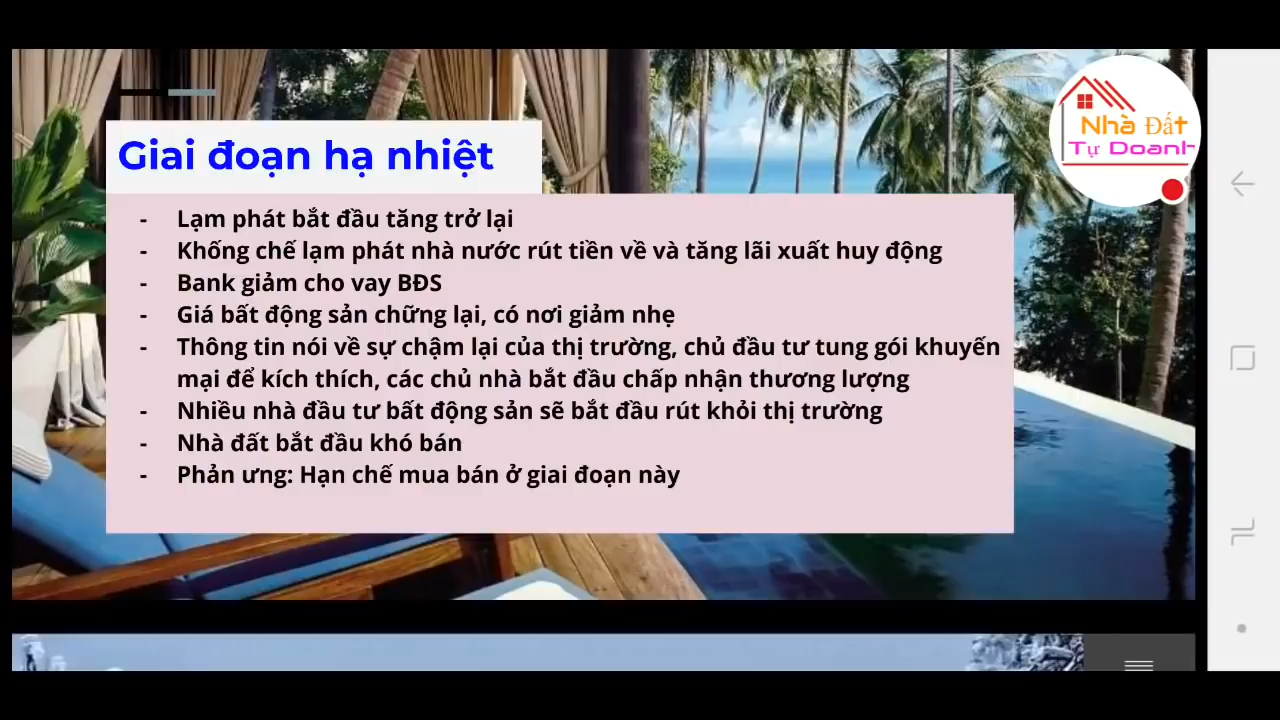 Nhà Đất
Tự Doanh
Giai đoạn hạ nhiệt
- Lạm phát bắt đầu tăng trở lại
- Khống chế lạm phát nhà nước rút tiền về và tăng lãi xuất huy động
- Bank giảm cho vay BĐS
- Giá bất động sản chững lại, có nơi giảm nhẹ
- Thông tin nói về sự chậm lại của thị trường, chủ đầu tư tung gói khuyến
mại để kích thích, các chủ nhà bắt đầu chấp nhận thương lượng
- Nhiều nhà đầu tư bất động sản sẽ bắt đầu rút khỏi thị trường
- Nhà đất bắt đầu khó bán
- Phản ưng: Hạn chế mua bán ở giai đoạn này